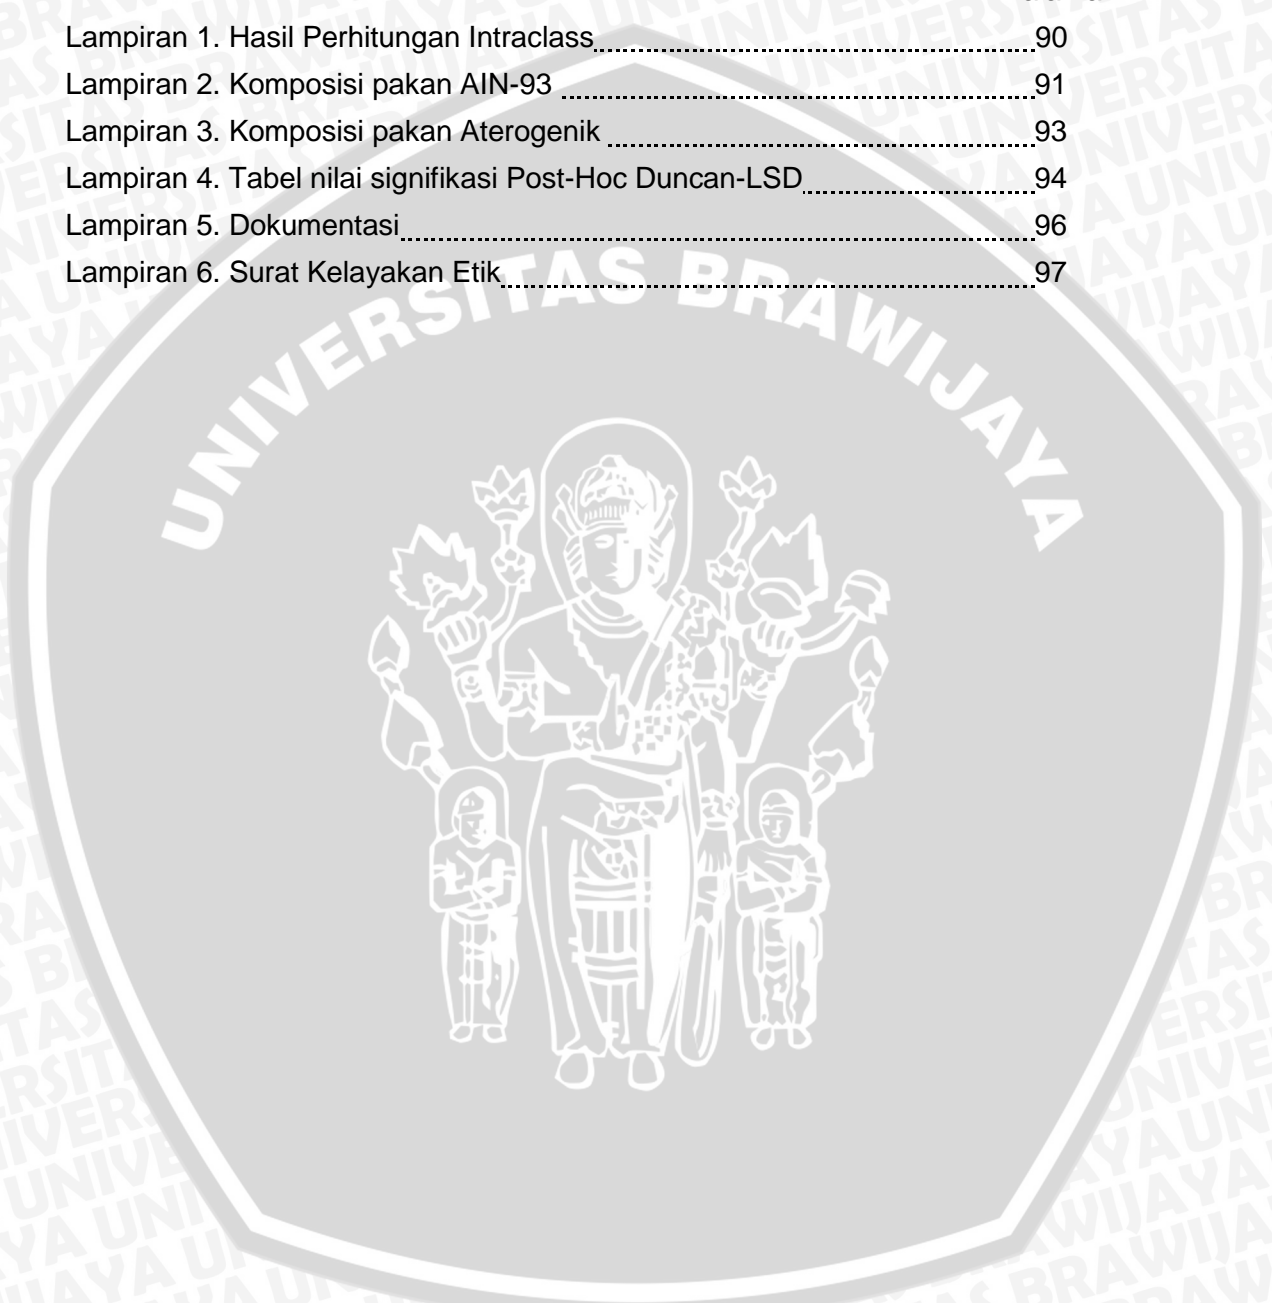 Lampiran 1. Hasil Perhitungan Intraclass............................................................90
Lampiran 2. Komposisi pakan AIN-93 ................................................................91
Lampiran 3. Komposisi pakan Aterogenik ..........................................................93
Lampiran 4. Tabel nilai signifikasi Post-Hoc Duncan-LSD................................94
Lampiran 5. Dokumentasi....................................................................................96
Lampiran 6. Surat Kelayakan Etik.......................................................................97
UNIVERSITAS BRAWIJAYA